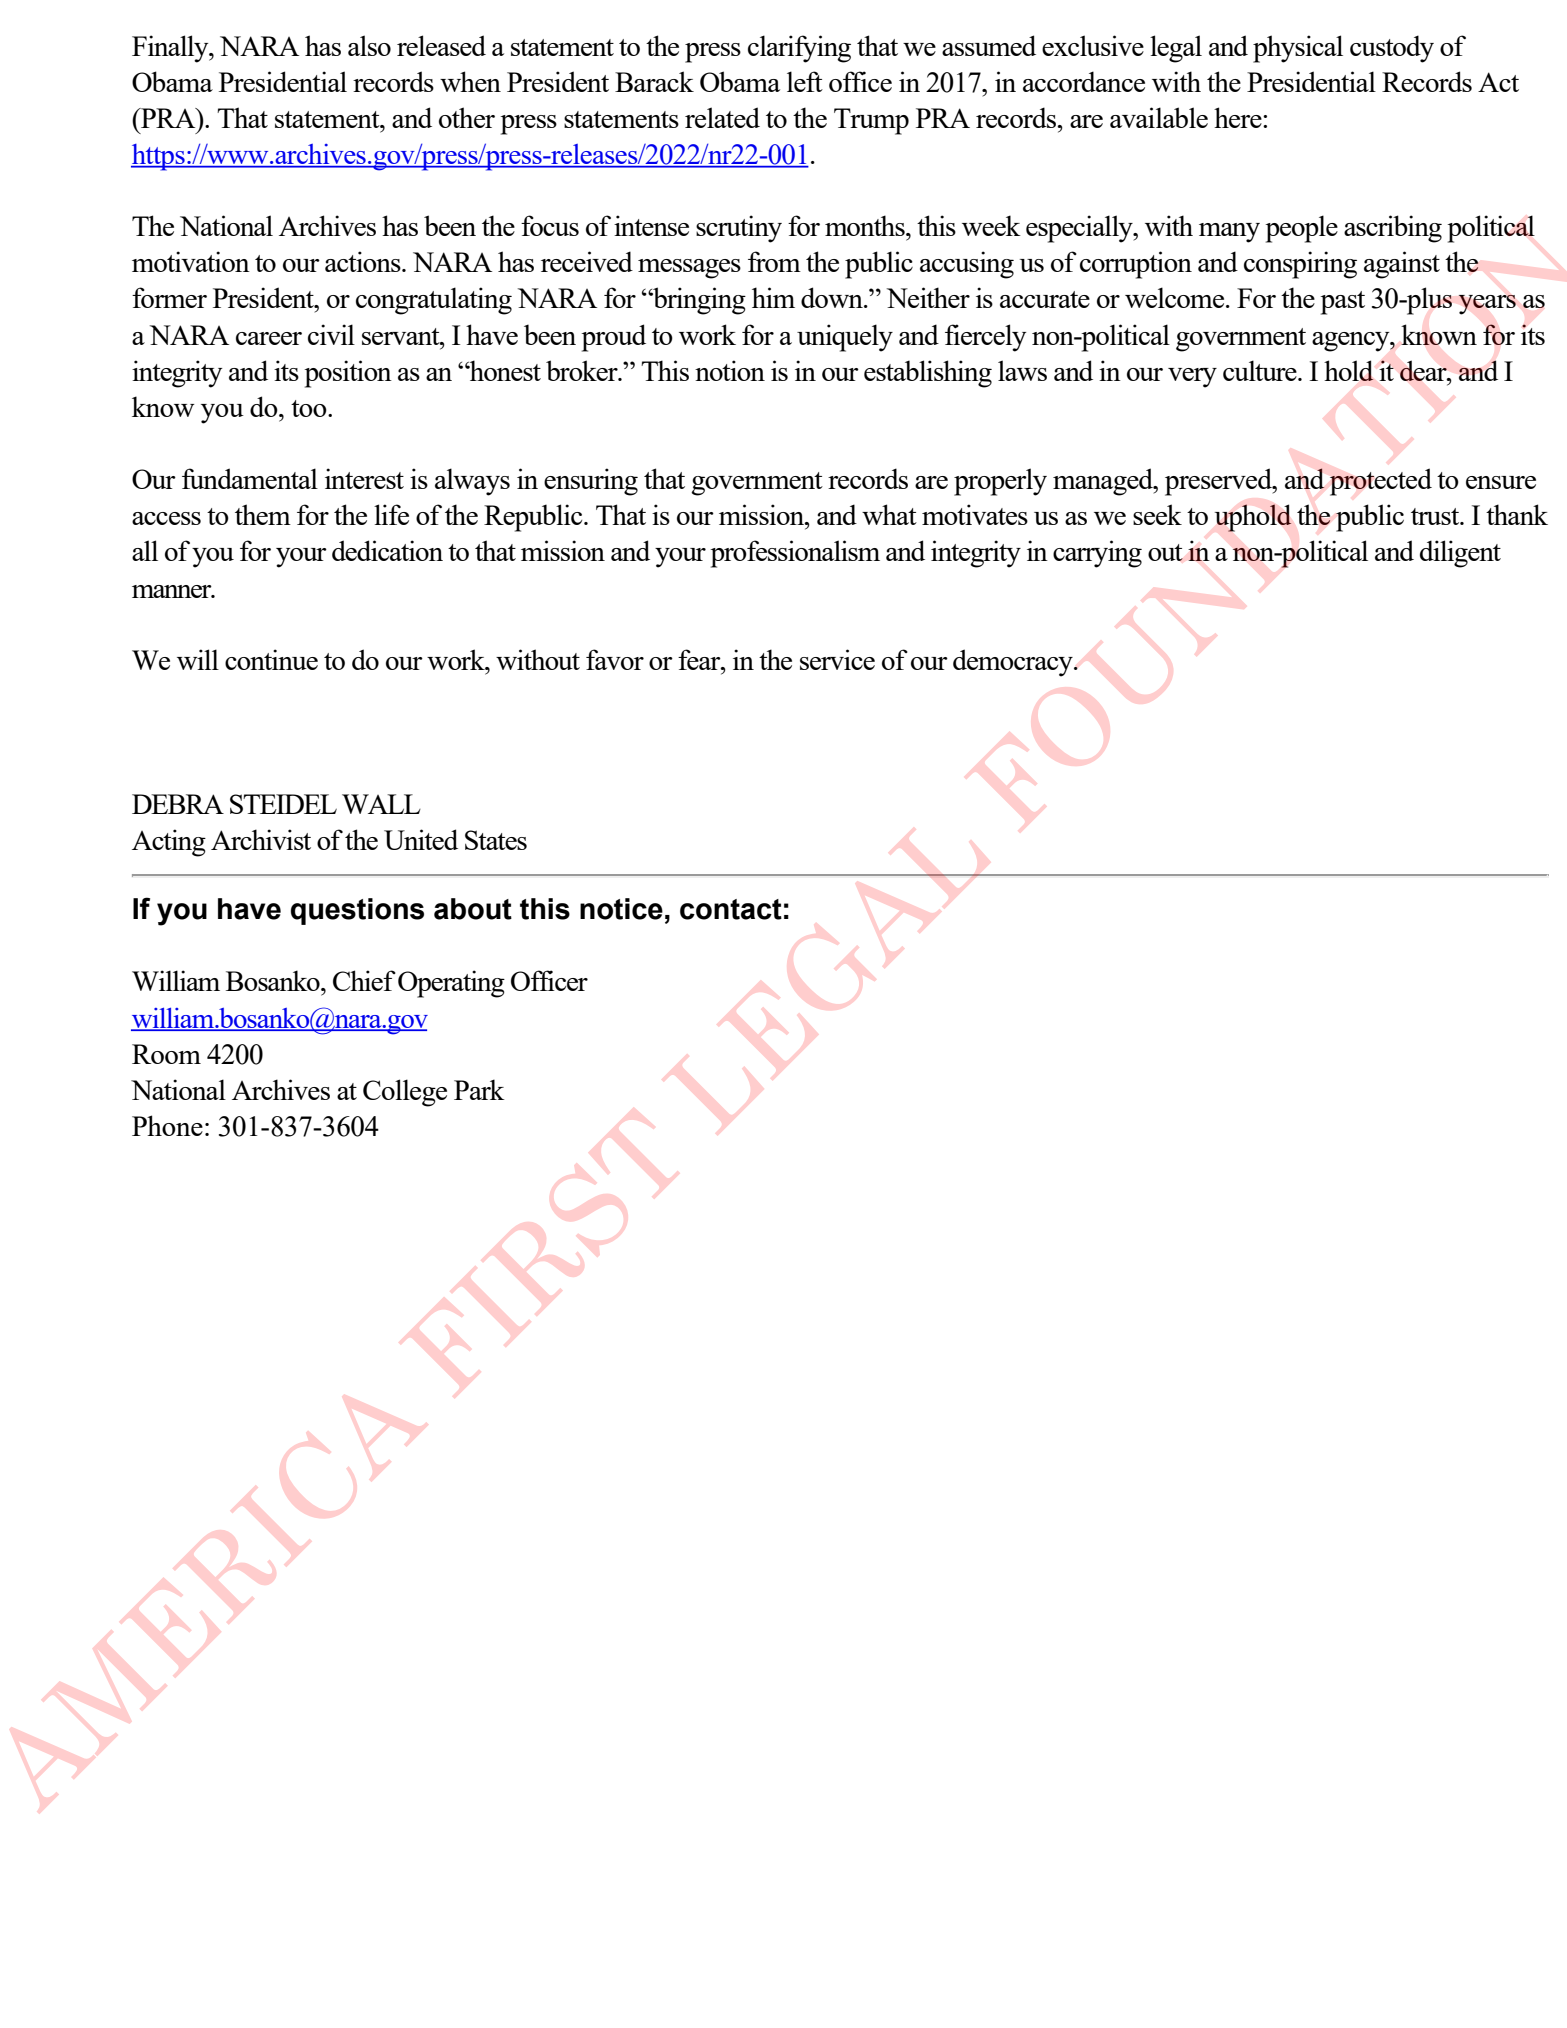 Finally, NARA has also released a statement to the press clarifying that we assumed exclusive legal and physical custody of
Obama Presidential records when President Barack Obama left office in 2017, in accordance with the Presidential Records Act
(PRA). That statement, and other press statements related to the Trump PRA records, are available here:
https://www.archives.gov/press/press-releases/2022/nr22-001.
The National Archives has been the focus of intense scrutiny for months, this week especially, with many people ascribing political
motivation to our actions. NARA has received messages from the public accusing us of corruption and conspiring against the
former President, or congratulating NARA for “bringing him down.” Neither is accurate or welcome. For the past 30-plus years as
a NARA career civil servant, I have been proud to work for a uniquely and fiercely non-political government agency, known for its
integrity and its position as an “honest broker.” This notion is in our establishing laws and in our very culture. I hold it dear, and I
know you do, too.
Our fundamental interest is always in ensuring that government records are properly managed, preserved, and protected to ensure
access to them for the life of the Republic. That is our mission, and what motivates us as we seek to uphold the public trust. I thank
all of you for your dedication to that mission and your professionalism and integrity in carrying out in a non-political and diligent
manner.
We will continue to do our work, without favor or fear, in the service of our democracy.
DEBRA STEIDEL WALL
Acting Archivist of the United States
If you have questions about this notice, contact:
William Bosanko, Chief Operating Officer
william.bosanko@nara.gov
Room 4200
National Archives at College Park
Phone: 301-837-3604
AMERICA FIRST LEGAL FOUNDATION